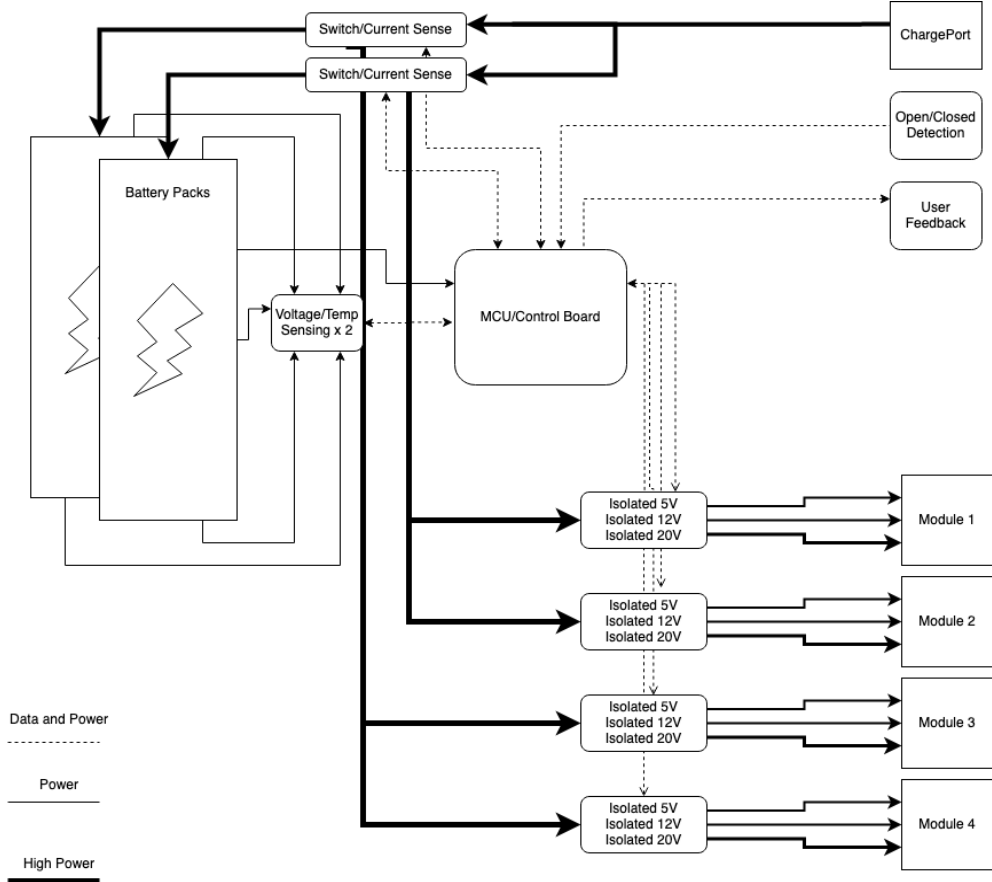 Switch/Current Sense
ChargePort
Switch/Current Sense
Open/Closed
Detection
Battery Packs
User
Feedback
Voltage/Temp
Sensing x 2
MCU/Control Board
Isolated 5V
Isolated 12V
Isolated 20V
Module 1
Isolated 5V
Isolated 12V
Isolated 20V
Module 2
Isolated 5V
Isolated 12V
Isolated 20V
Module 3
Isolated 5V
Isolated 12V
Isolated 20V
Module 4
Data and Power
Power
High Power